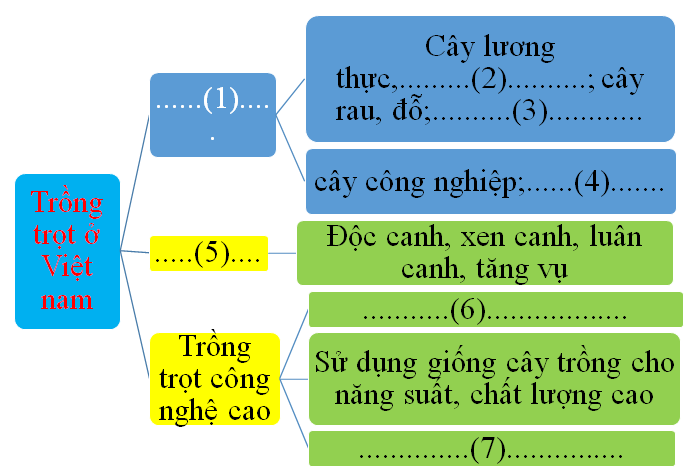 Trồng
trọt ở
Việt
nam
......(1)....
.
Cây lương
thực,.........(2)..........; cây
rau, đỗ;..........(3)............
cây công nghiệp;......(4).......
.....(5)....
Độc canh, xen canh, luân
canh, tăng vụ
Trồng
trọt công
nghệ cao
............(6).................
Sử dụng giống cây trồng cho
năng suất, chất lượng cao
..............(7)..............